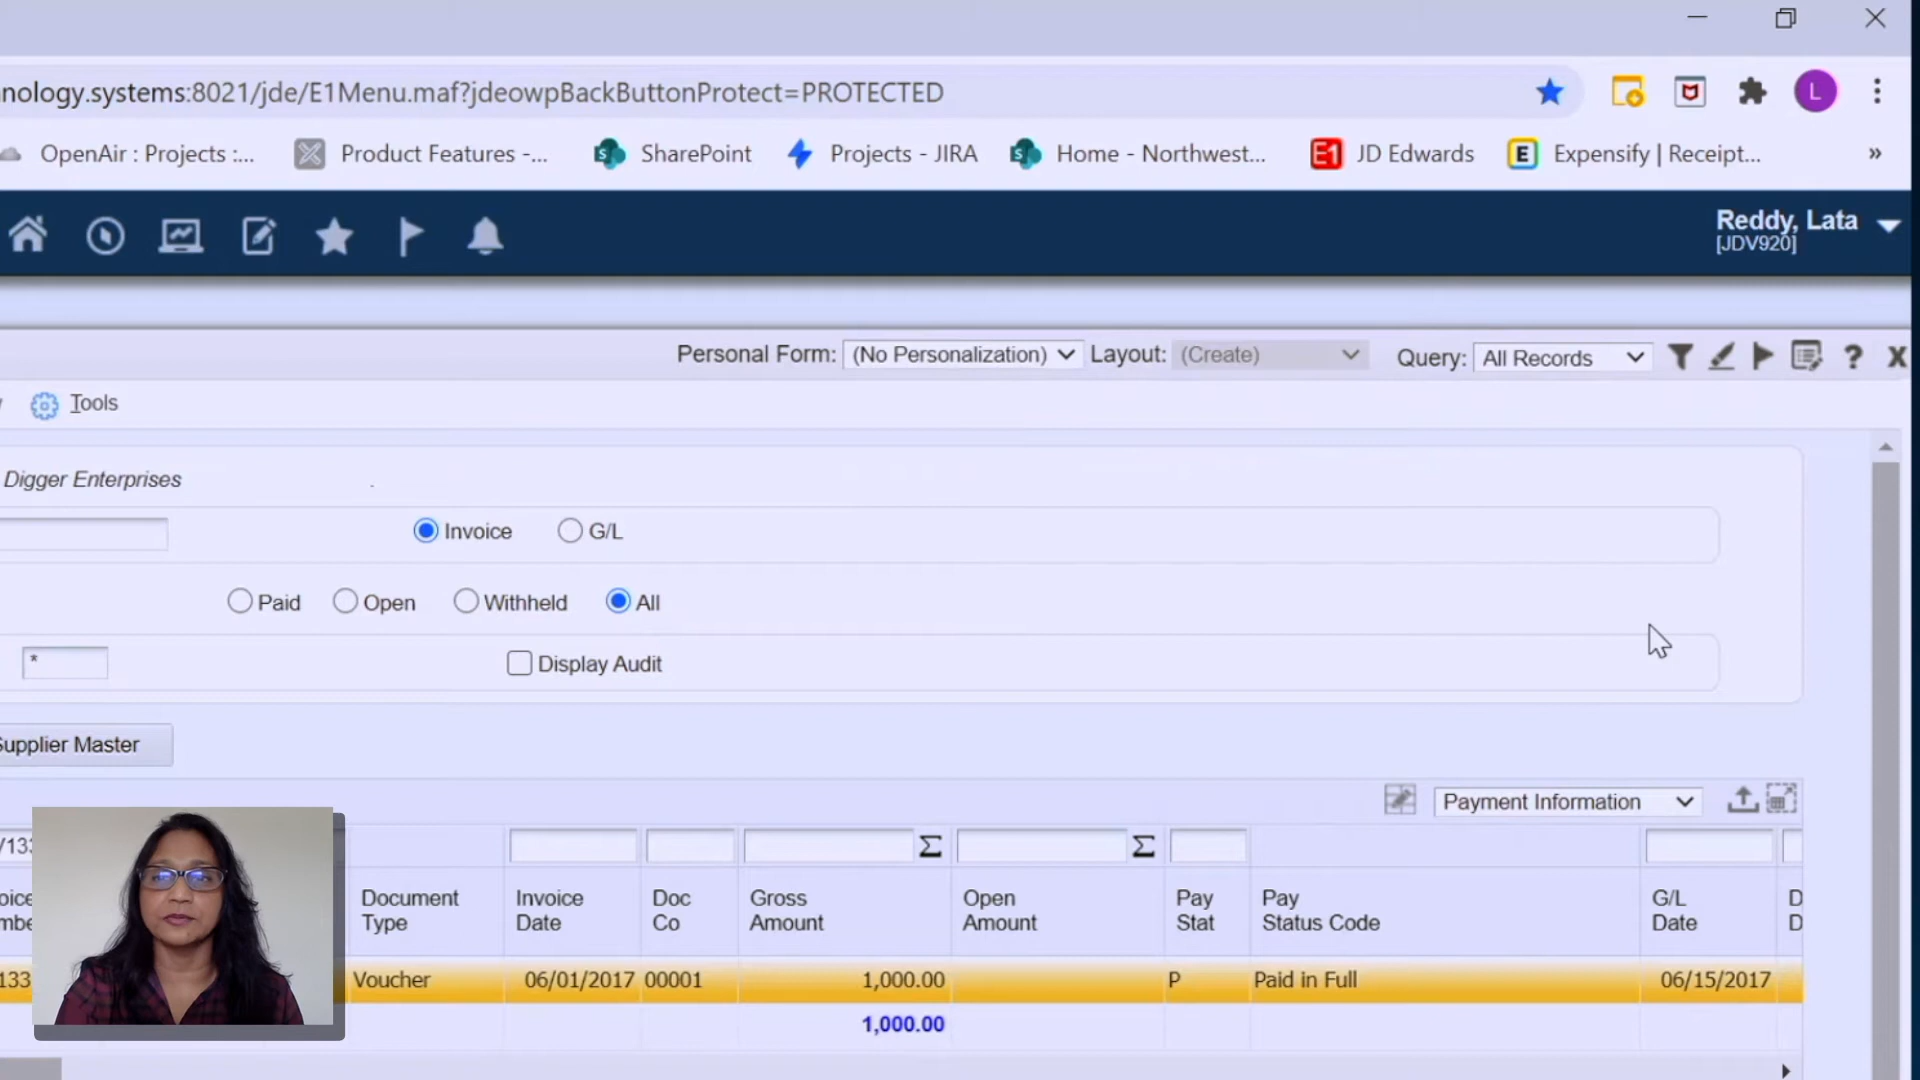 nology.systems:8021/jde/E1Menu.maf?jdeowpBackButtonProtect=PROTECTED
L
OpenAir : Projects :... Product Features -... SharePoint Projects - JIRA Home - Northwest... E1 JD Edwards E Expensify | Receipt... »
Reddy, Lata
[JDV920]
Personal Form: (No Personalization) Layout: (Create) Query: All Records ? X
Tools
Digger Enterprises .
Invoice G/L
Paid Open Withheld All
* Display Audit
Supplier Master
Payment Information
/133 Σ Σ
Document Type Invoice Date Doc Co Gross Amount Open Amount Pay Stat Pay Status Code G/L Date
133 Voucher 06/01/2017 00001 1,000.00 P Paid in Full 06/15/2017
1,000.00